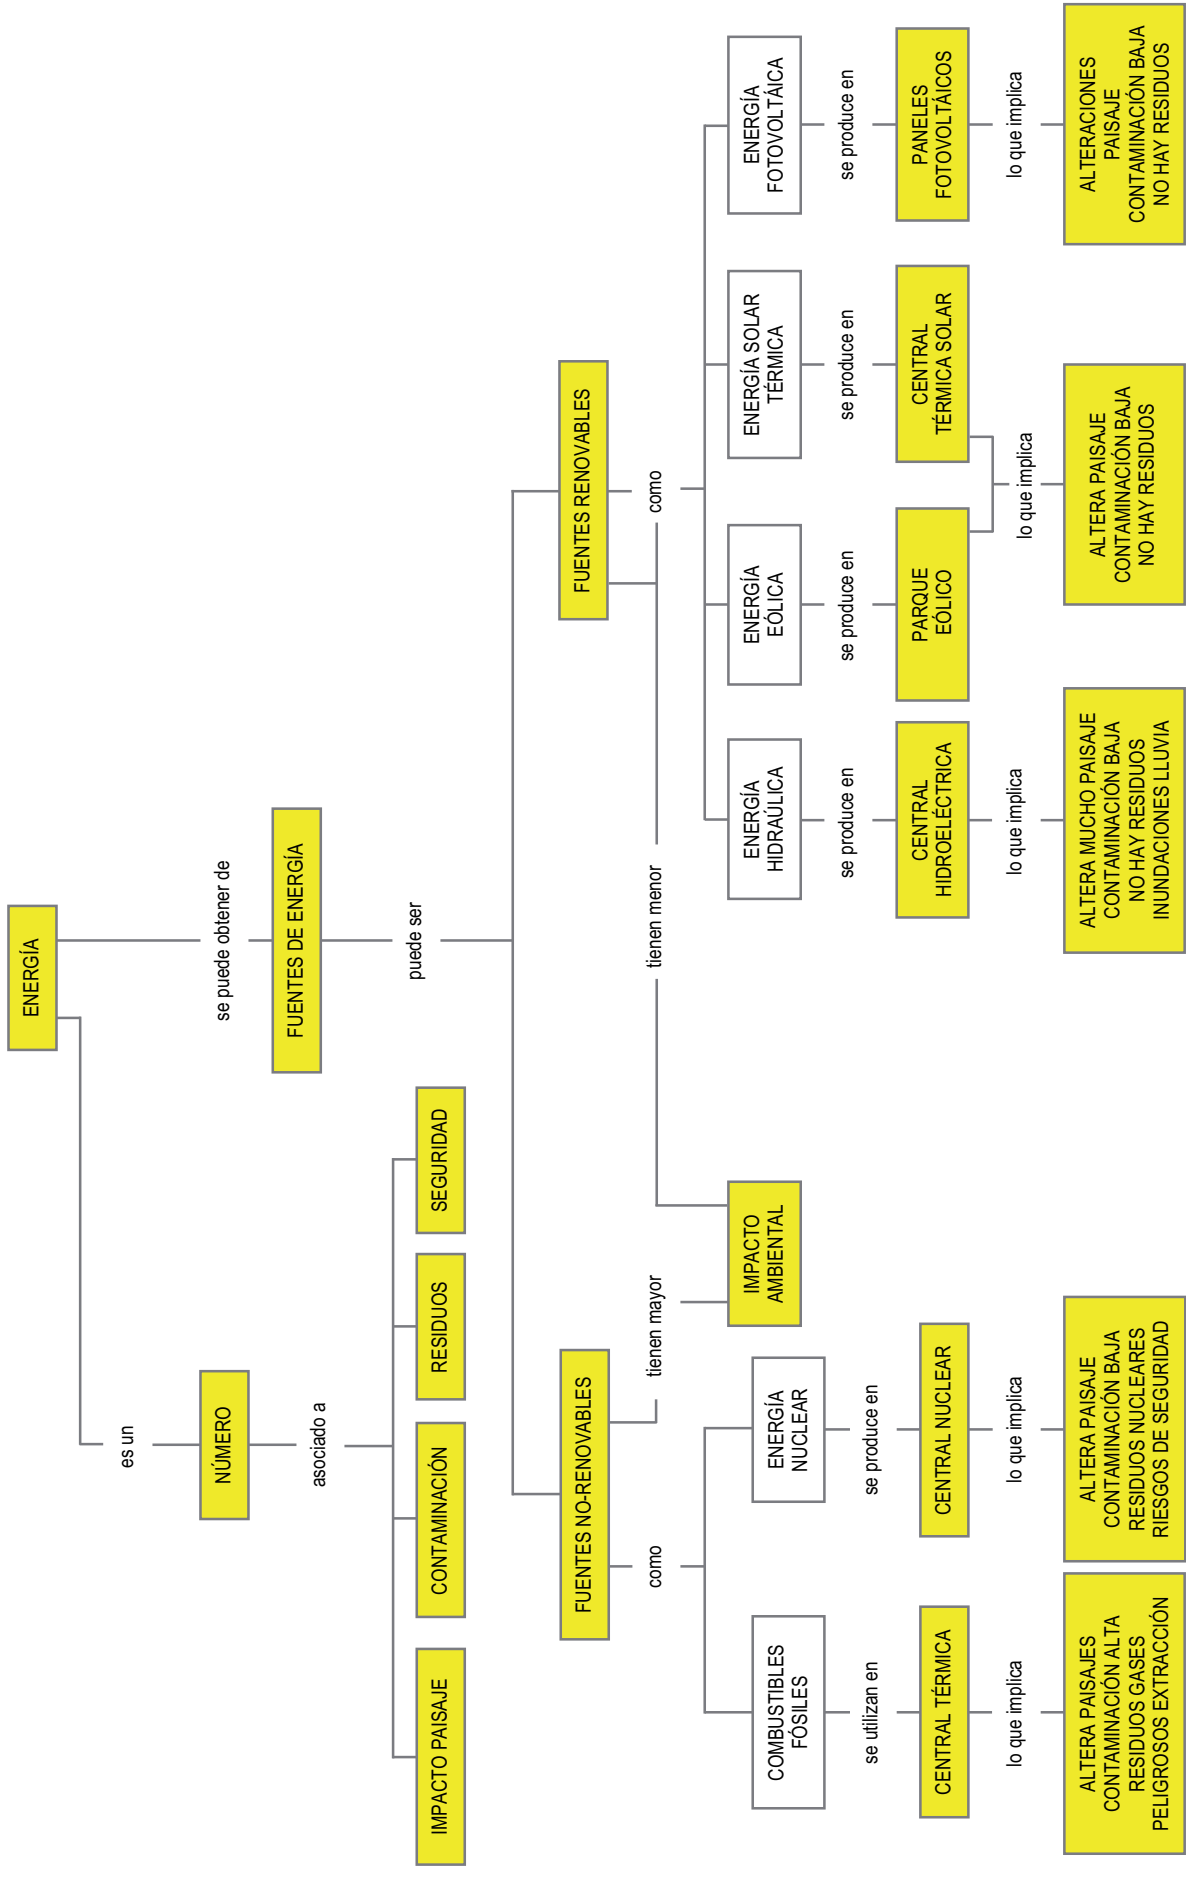 ENERGÍA
es un
se puede obtener de
NÚMERO
FUENTES DE ENERGÍA
asociado a
puede ser
IMPACTO PAISAJE
CONTAMINACIÓN
RESIDUOS
SEGURIDAD
FUENTES NO-RENOVABLES
FUENTES RENOVABLES
como
tienen mayor
tienen menor
como
COMBUSTIBLES
FÓSILES
ENERGÍA
NUCLEAR
IMPACTO
AMBIENTAL
ENERGÍA
HIDRAÚLICA
ENERGÍA
EÓLICA
ENERGÍA SOLAR
TÉRMICA
ENERGÍA
FOTOVOLTÁICA
se utilizan en
se produce en
se produce en
se produce en
se produce en
se produce en
CENTRAL TÉRMICA
CENTRAL NUCLEAR
CENTRAL
HIDROELÉCTRICA
PARQUE
EÓLICO
CENTRAL
TÉRMICA SOLAR
PANELES
FOTOVOLTÁICOS
lo que implica
lo que implica
lo que implica
lo que implica
lo que implica
ALTERA PAISAJES
CONTAMINACIÓN ALTA
RESIDUOS GASES
PELIGROSOS EXTRACCIÓN
ALTERA PAISAJE
CONTAMINACIÓN BAJA
RESIDUOS NUCLEARES
RIESGOS DE SEGURIDAD
ALTERA MUCHO PAISAJE
CONTAMINACIÓN BAJA
NO HAY RESIDUOS
INUNDACIONES LLUVIA
ALTERA PAISAJE
CONTAMINACIÓN BAJA
NO HAY RESIDUOS
ALTERACIONES
PAISAJE
CONTAMINACIÓN BAJA
NO HAY RESIDUOS